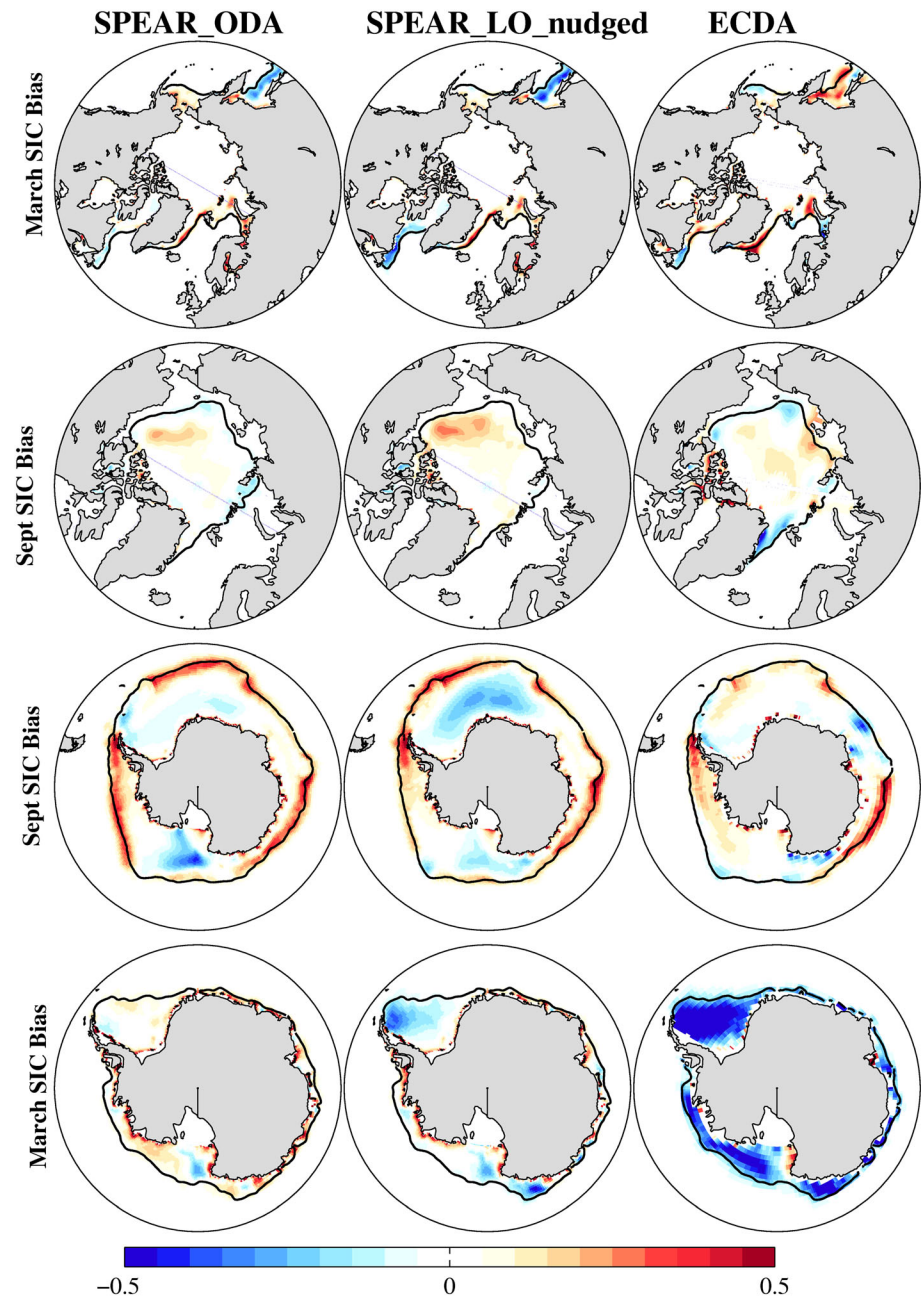 SPEAR_ODA SPEAR_LO_nudged ECDA
March SIC Bias
Sept SIC Bias
Sept SIC Bias
March SIC Bias
−0.5 0 0.5